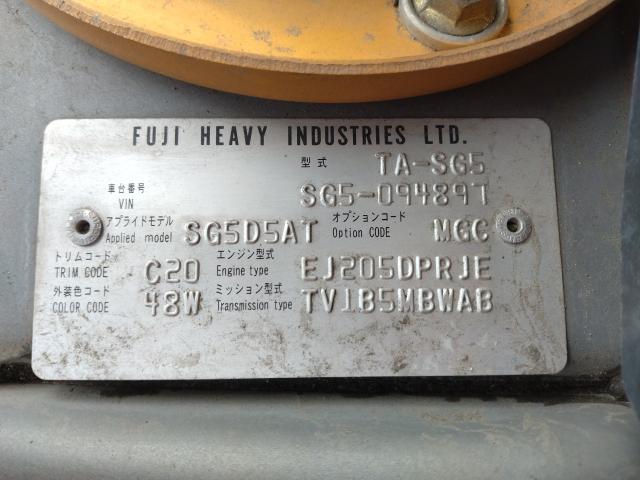 FUJI HEAVY INDUSTRIES LTD.
型式 TA-SG5
車台番号 VIN SG5-094897
アプライドモデル Applied model SG5D5AT オプションコード Option CODE MGC
トリムコード TRIM CODE C20 エンジン型式 Engine type EJ205DPRJE
外装色コード COLOR CODE 48W ミッション型式 Transmission type TV1B5MBWAB